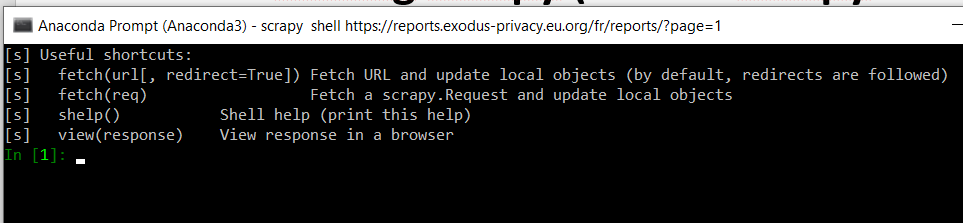 Anaconda Prompt (Anaconda3) - scrapy shell https://reports.exodus-privacy.eu.org/fr/reports/?page=1
[s] Useful shortcuts:
[s]   fetch(url[, redirect=True]) Fetch URL and update local objects (by default, redirects are followed)
[s]   fetch(req)                  Fetch a scrapy.Request and update local objects
[s]   shelp()           Shell help (print this help)
[s]   view(response)    View response in a browser
In [1]: